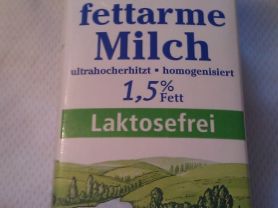 fettarme
Milch
ultrahocherhitzt • homogenisiert
1,5% Fett
Laktosefrei